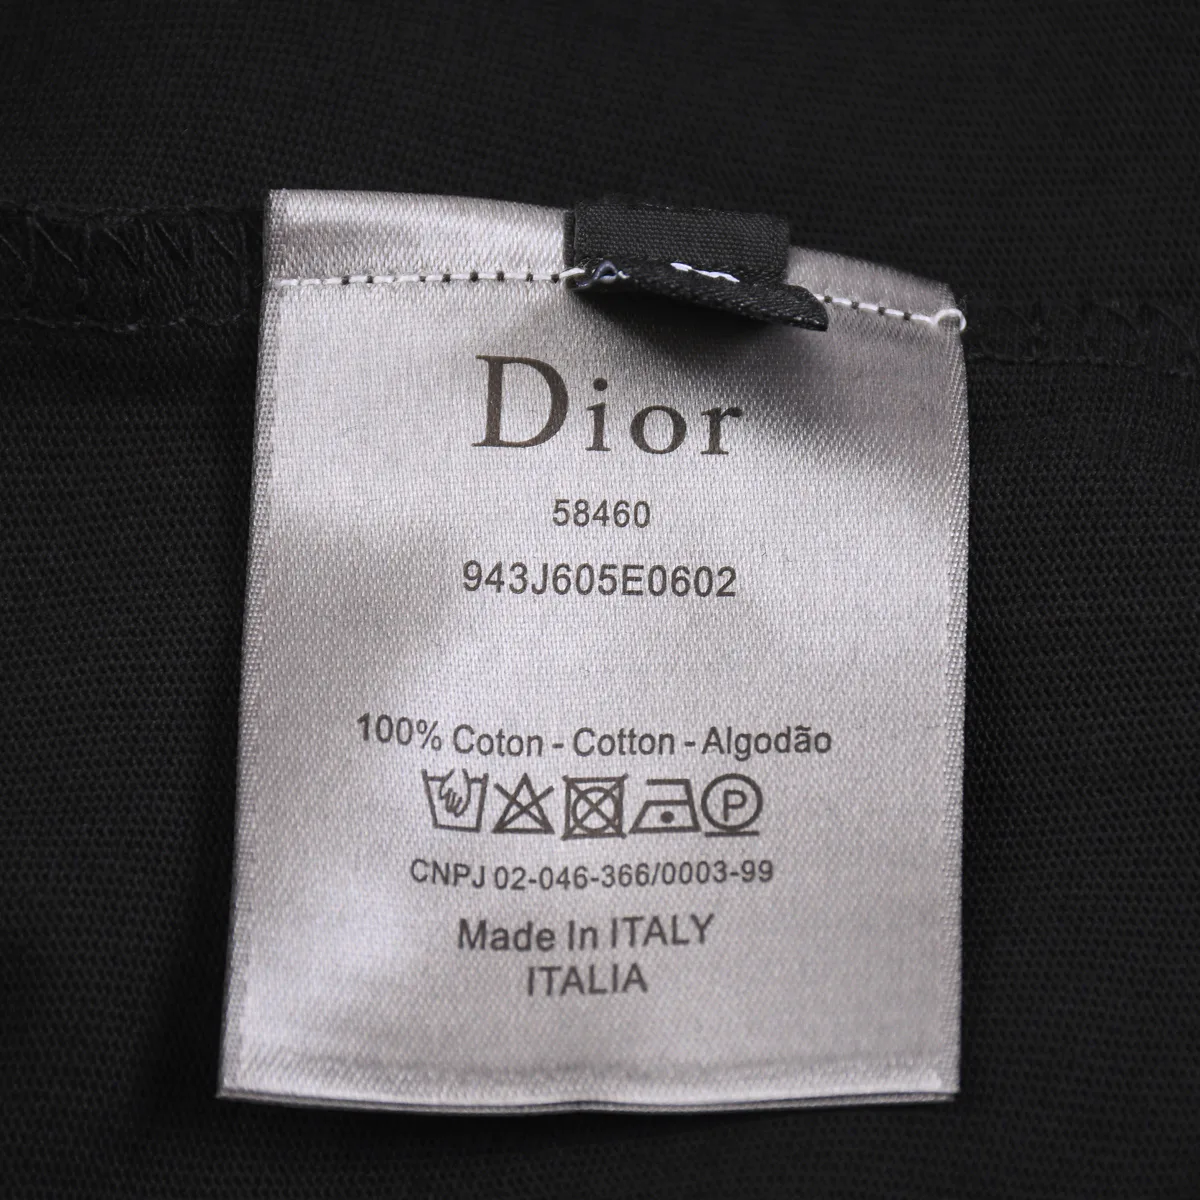 Dior
58460
943J605E0602
100% Coton - Cotton - Algodão
P
CNPJ 02-046-366/0003-99
Made In ITALY
ITALIA